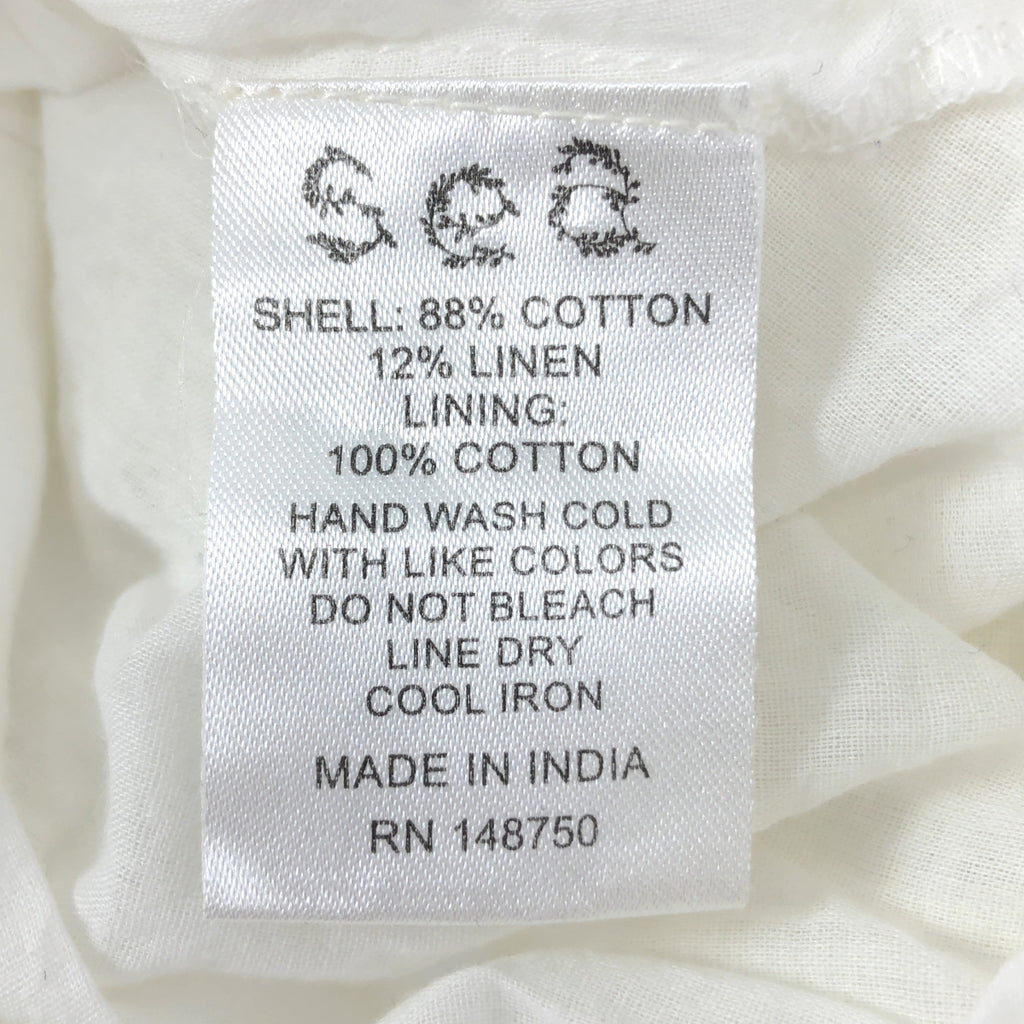 Sea
SHELL: 88% COTTON
12% LINEN
LINING:
100% COTTON
HAND WASH COLD
WITH LIKE COLORS
DO NOT BLEACH
LINE DRY
COOL IRON
MADE IN INDIA
RN 148750